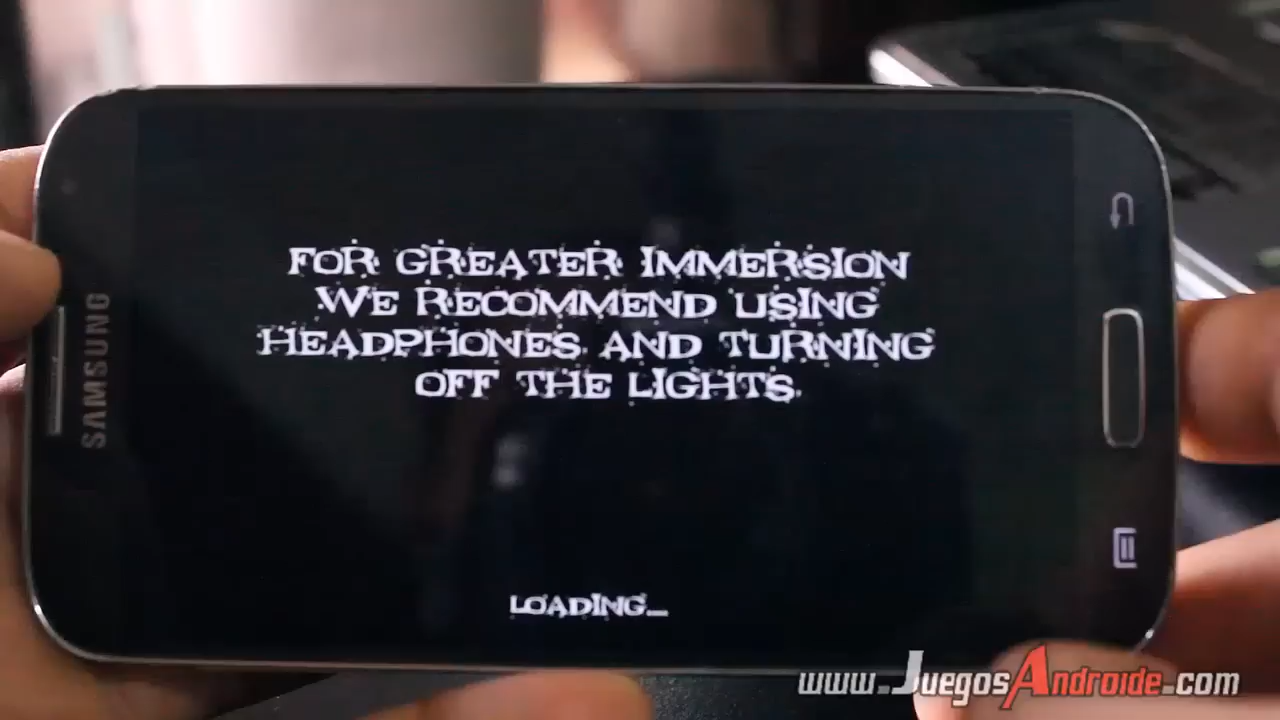 FOR GREATER IMMERSION
WE RECOMMEND USING
HEADPHONES AND TURNING
OFF THE LIGHTS.
LOADING...
SAMSUNG
www.JuegosAndroide.com